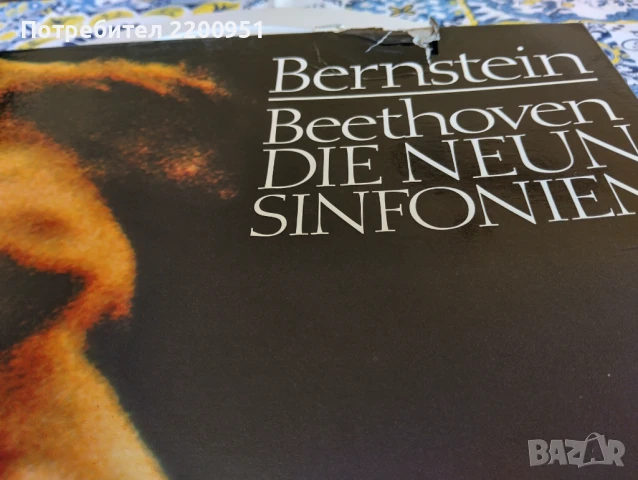 Потребител 2200951
Bernstein
Beethoven
DIE NEUN
SINFONIEN
BAZAR